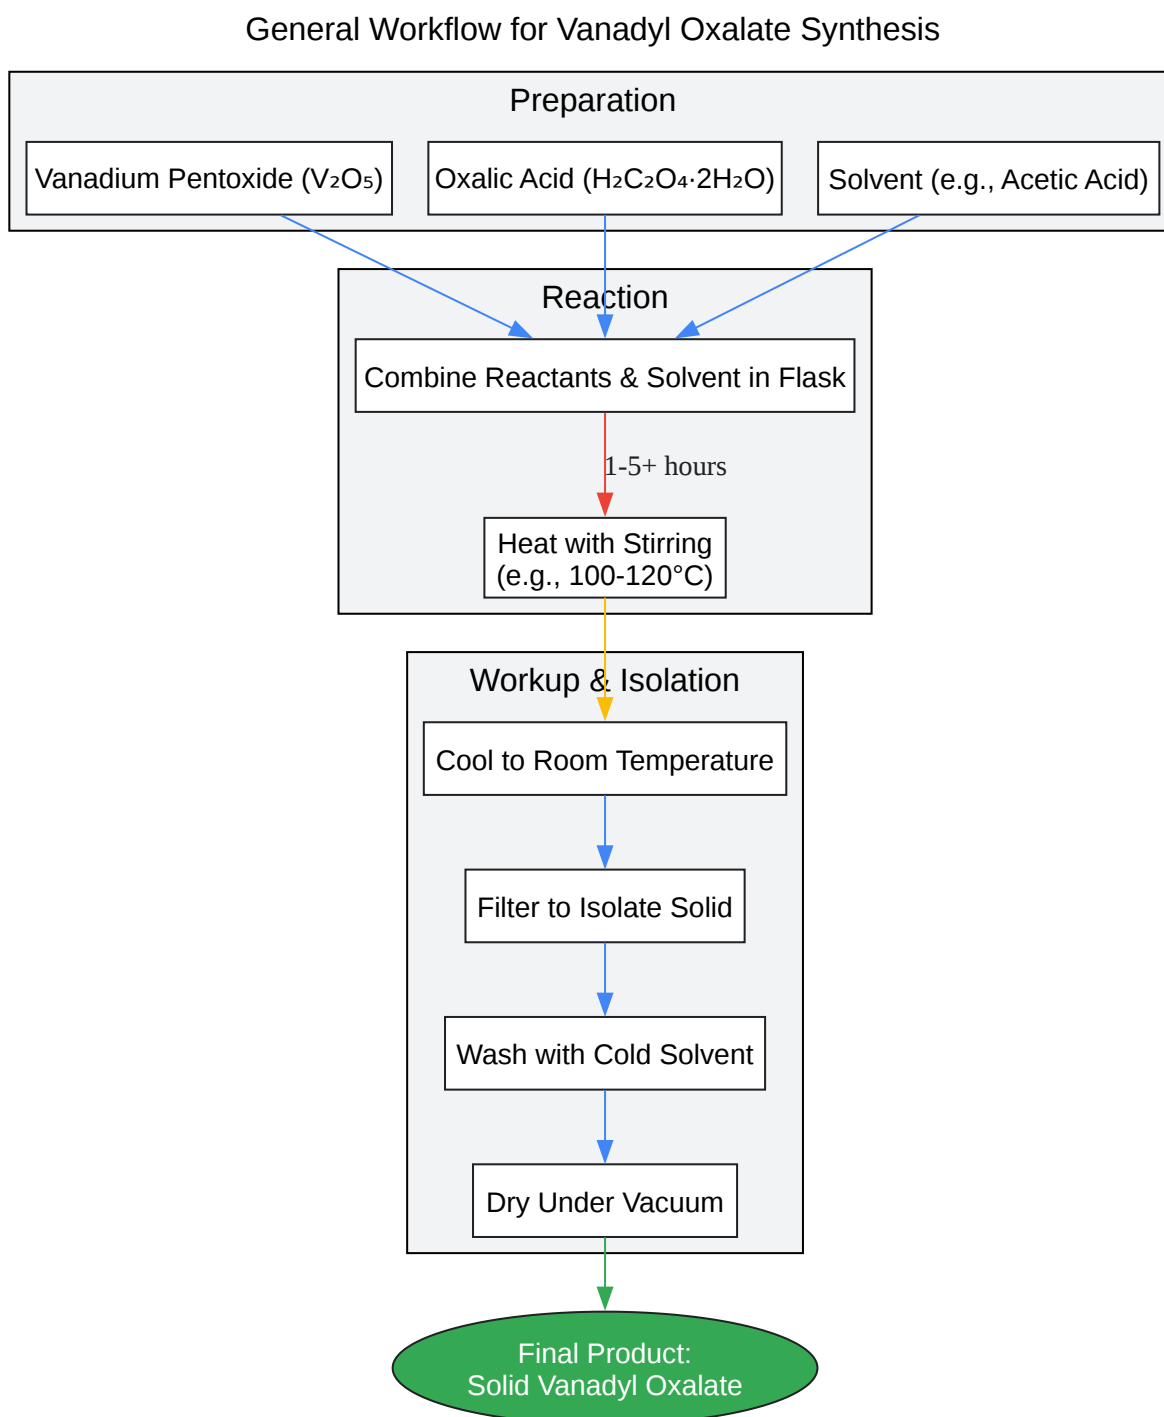 General Workflow for Vanadyl Oxalate Synthesis
Preparation
Vanadium Pentoxide (V₂O₅)
Oxalic Acid (H₂C₂O₄·2H₂O)
Solvent (e.g., Acetic Acid)
Reaction
Combine Reactants & Solvent in Flask
1-5+ hours
Heat with Stirring
(e.g., 100-120°C)
Workup & Isolation
Cool to Room Temperature
Filter to Isolate Solid
Wash with Cold Solvent
Dry Under Vacuum
Final Product:
Solid Vanadyl Oxalate